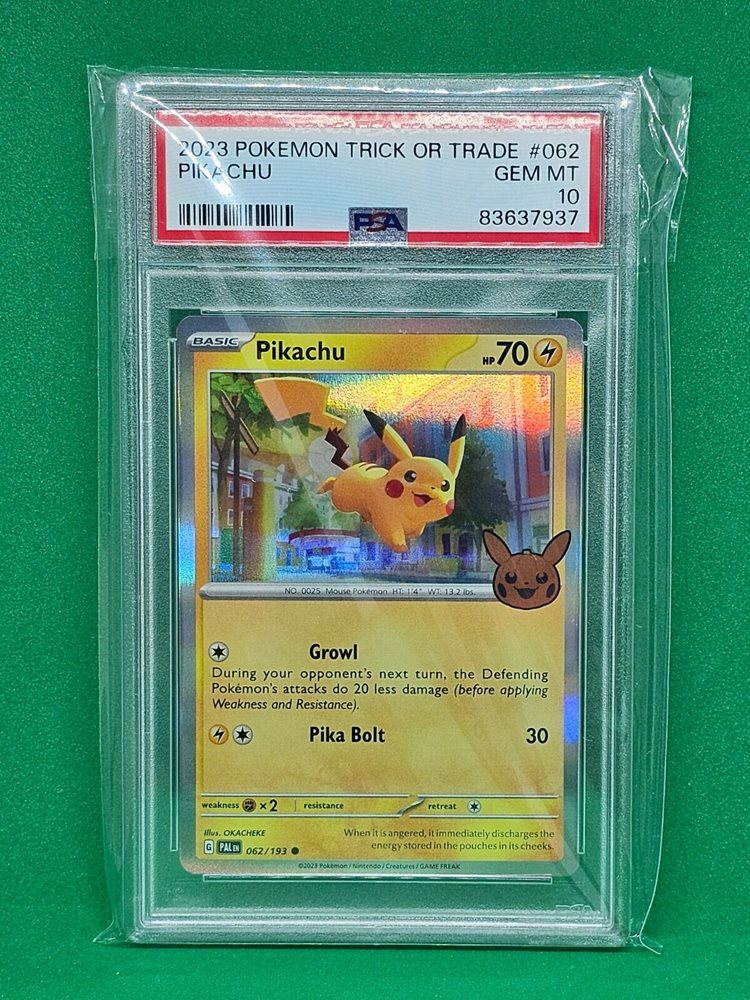 2023 POKEMON TRICK OR TRADE #062
PIKACHU GEM MT
10
PSA 83637937
BASIC Pikachu HP 70
NO. 0025 Mouse Pokémon HT: 1'4" WT: 13.2 lbs.
Growl
During your opponent's next turn, the Defending
Pokémon's attacks do 20 less damage (before applying
Weakness and Resistance).
Pika Bolt 30
weakness ×2 resistance retreat
Illus. OKACHEKE
When it is angered, it immediately discharges the
energy stored in the pouches in its cheeks.
G PAL EN 062/193
©2023 Pokémon / Nintendo / Creatures / GAME FREAK